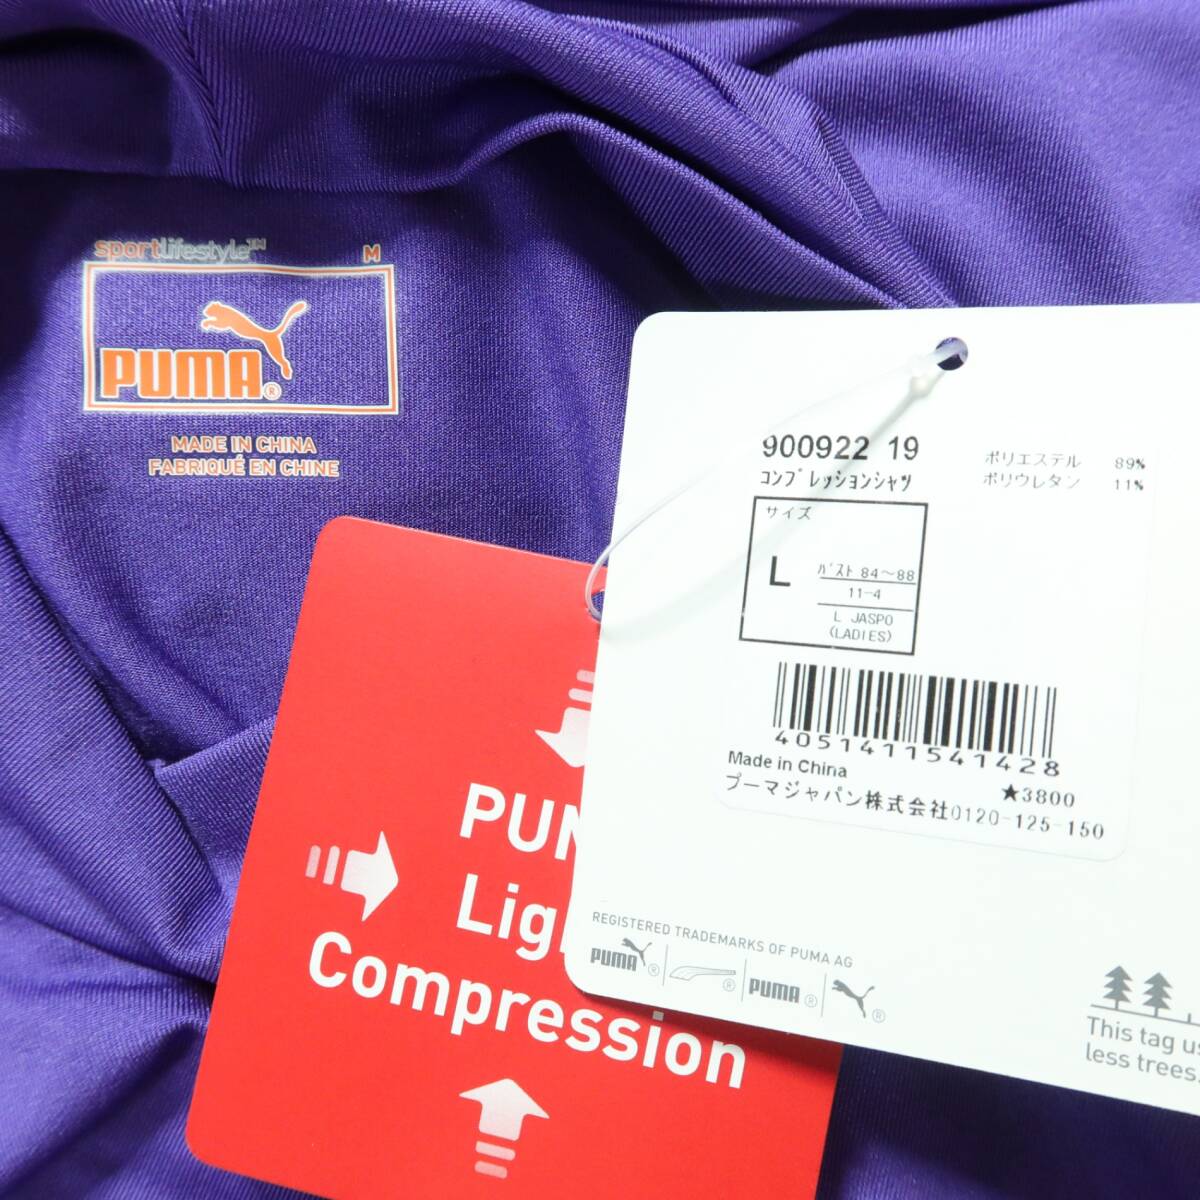 sportlifestyle™ M
PUMA®
MADE IN CHINA
FABRIQUÉ EN CHINE
900922 19
コンプレッションシャツ
ポリエステル 89%
ポリウレタン 11%
サイズ
L
バスト 84～88
11-4
L JASPO
(LADIES)
4051411541428
Made in China
★3800
プーマジャパン株式会社0120-125-150
REGISTERED TRADEMARKS OF PUMA AG
PUMA® ® PUMA® ®
This tag us
less trees,
PUM
Lig
Compression